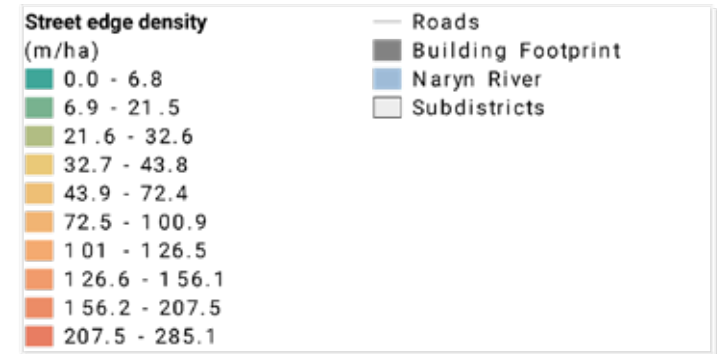 Street edge density
(m/ha)
0.0 - 6.8
6.9 - 21.5
21.6 - 32.6
32.7 - 43.8
43.9 - 72.4
72.5 - 100.9
101 - 126.5
126.6 - 156.1
156.2 - 207.5
207.5 - 285.1
Roads
Building Footprint
Naryn River
Subdistricts